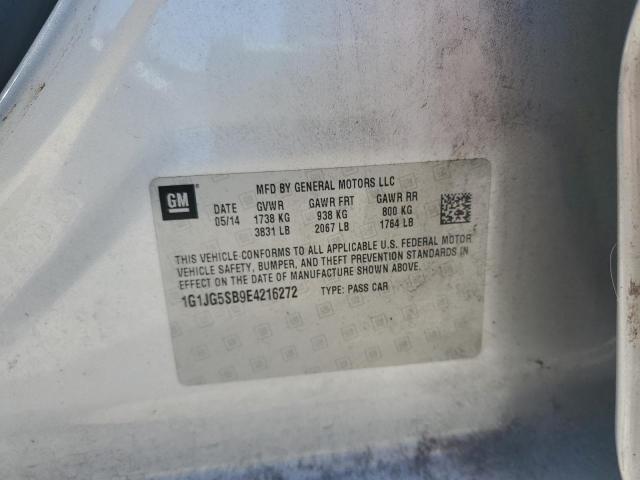 GM
MFD BY GENERAL MOTORS LLC
DATE GVWR GAWR FRT GAWR RR
05/14 1738 KG 938 KG 800 KG
3831 LB 2067 LB 1764 LB
THIS VEHICLE CONFORMS TO ALL APPLICABLE U.S. FEDERAL MOTOR
VEHICLE SAFETY, BUMPER, AND THEFT PREVENTION STANDARDS IN
EFFECT ON THE DATE OF MANUFACTURE SHOWN ABOVE.
1G1JG5SB9E4216272 TYPE: PASS CAR